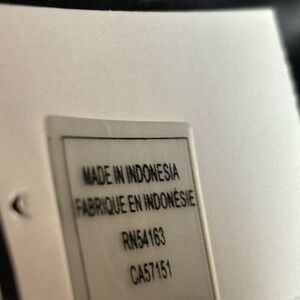 MADE IN INDONESIA
FABRIQUE EN INDONÉSIE
RN54163
CA57151